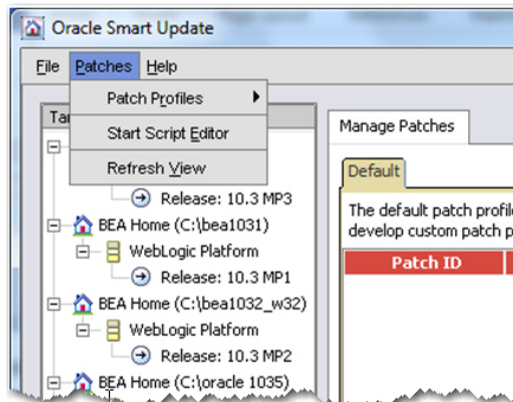 Oracle Smart Update
File Patches Help
Patch Profiles
Start Script Editor
Refresh View
Manage Patches
Default
The default patch profile
develop custom patch p
Patch ID
Release: 10.3 MP3
BEA Home (C:\bea1031)
WebLogic Platform
Release: 10.3 MP1
BEA Home (C:\bea1032_w32)
WebLogic Platform
Release: 10.3 MP2
BEA Home (C:\oracle 1035)